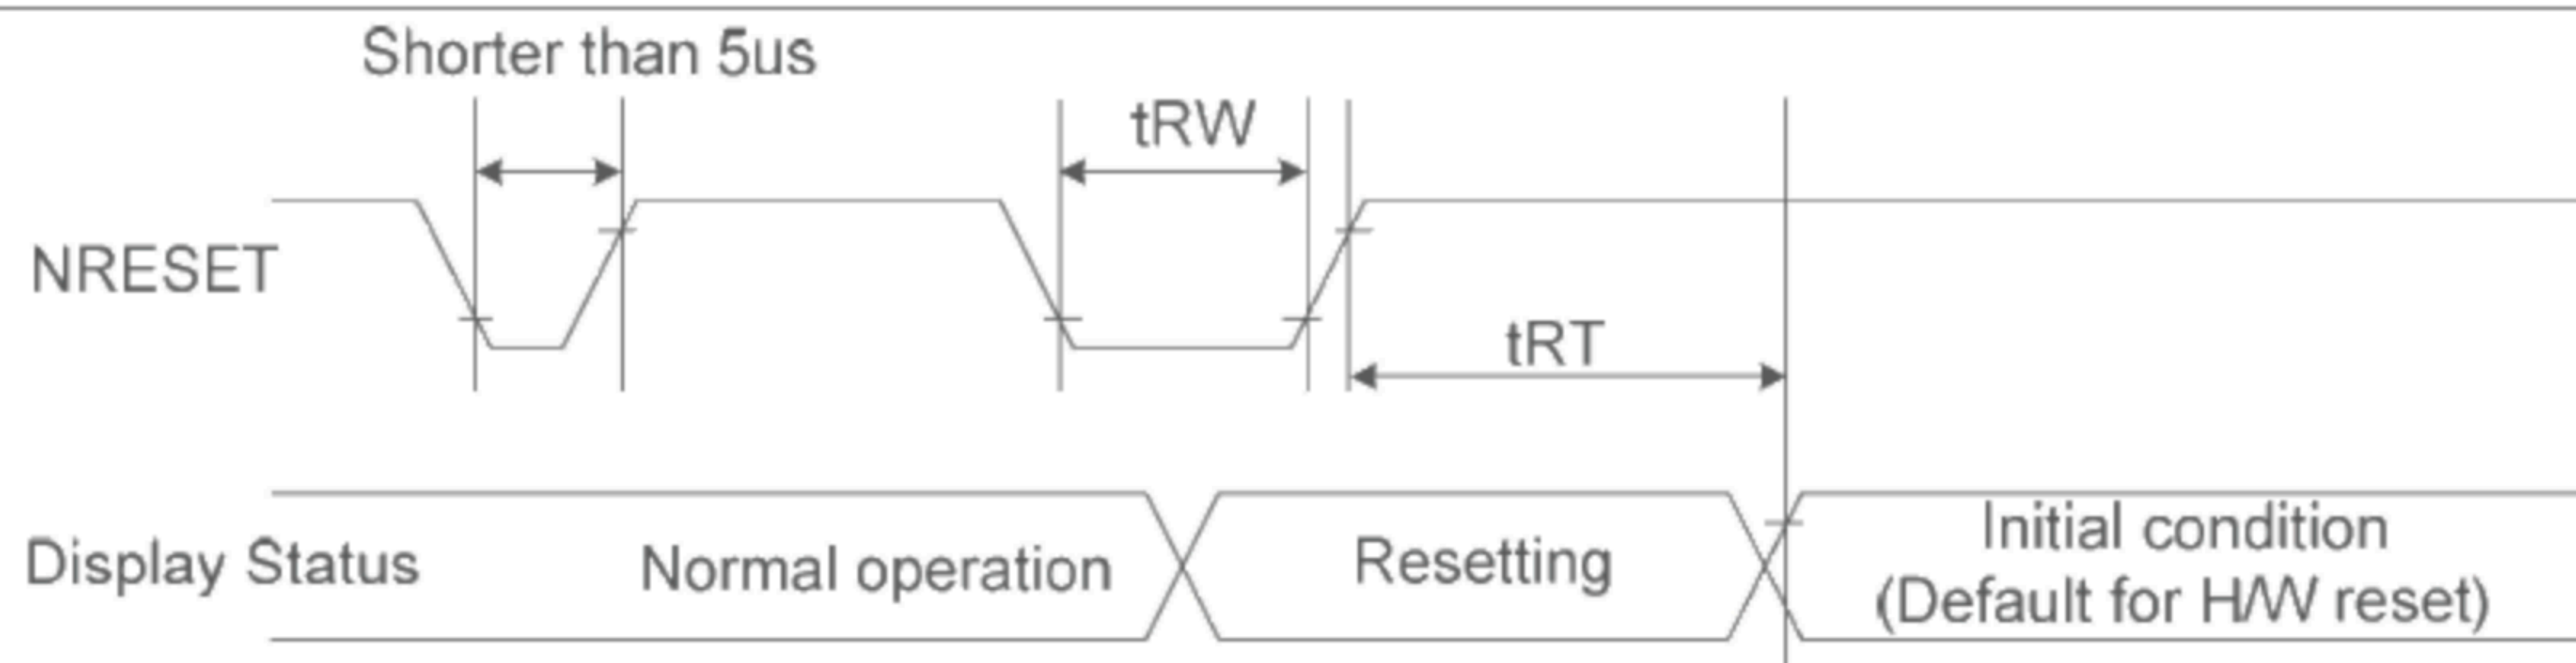 Shorter than 5us
tRW
NRESET
tRT
Display Status
Normal operation
Resetting
Initial condition
(Default for H/W reset)